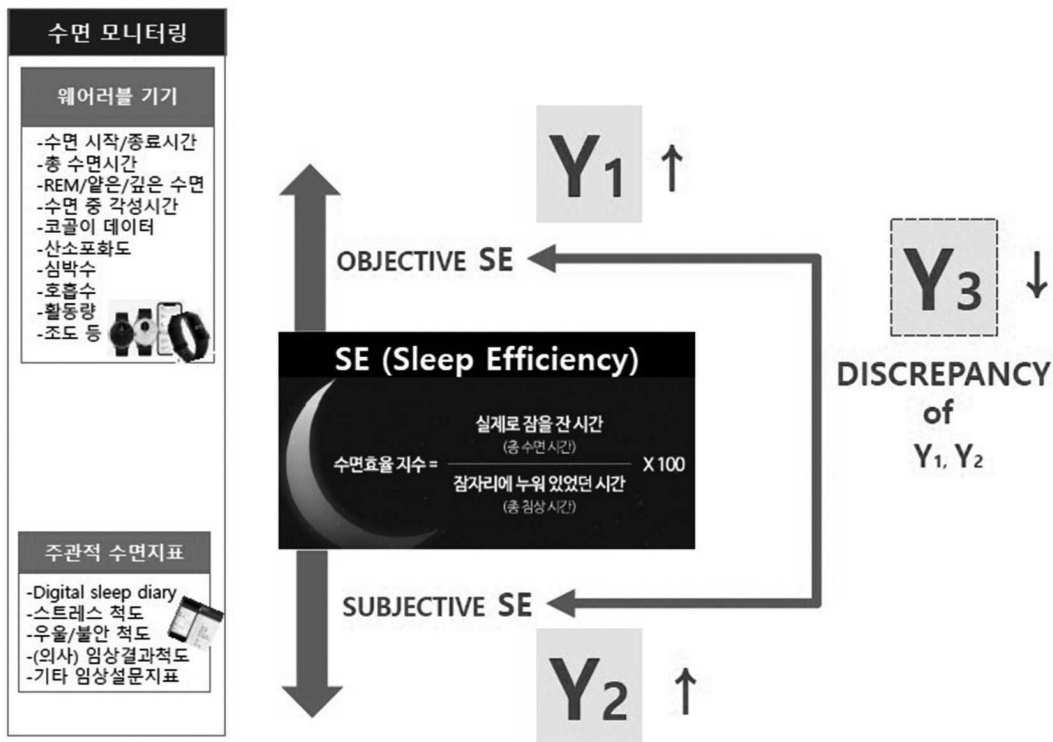 수면 모니터링
웨어러블 기기
-수면 시작/종료시간
-총 수면시간
-REM/얕은/깊은 수면
-수면 중 각성시간
-코골이 데이터
-산소포화도
-심박수
-호흡수
-활동량
-조도 등
주관적 수면지표
-Digital sleep diary
-스트레스 척도
-우울/불안 척도
-(의사) 임상결과척도
-기타 임상설문지표
Y1 ↑
OBJECTIVE SE
SE (Sleep Efficiency)
실제로 잠을 잔 시간
(총 수면 시간)
수면효율 지수 = X 100
잠자리에 누워 있었던 시간
(총 침상 시간)
SUBJECTIVE SE
Y2 ↑
Y3 ↓
DISCREPANCY
of
Y1, Y2